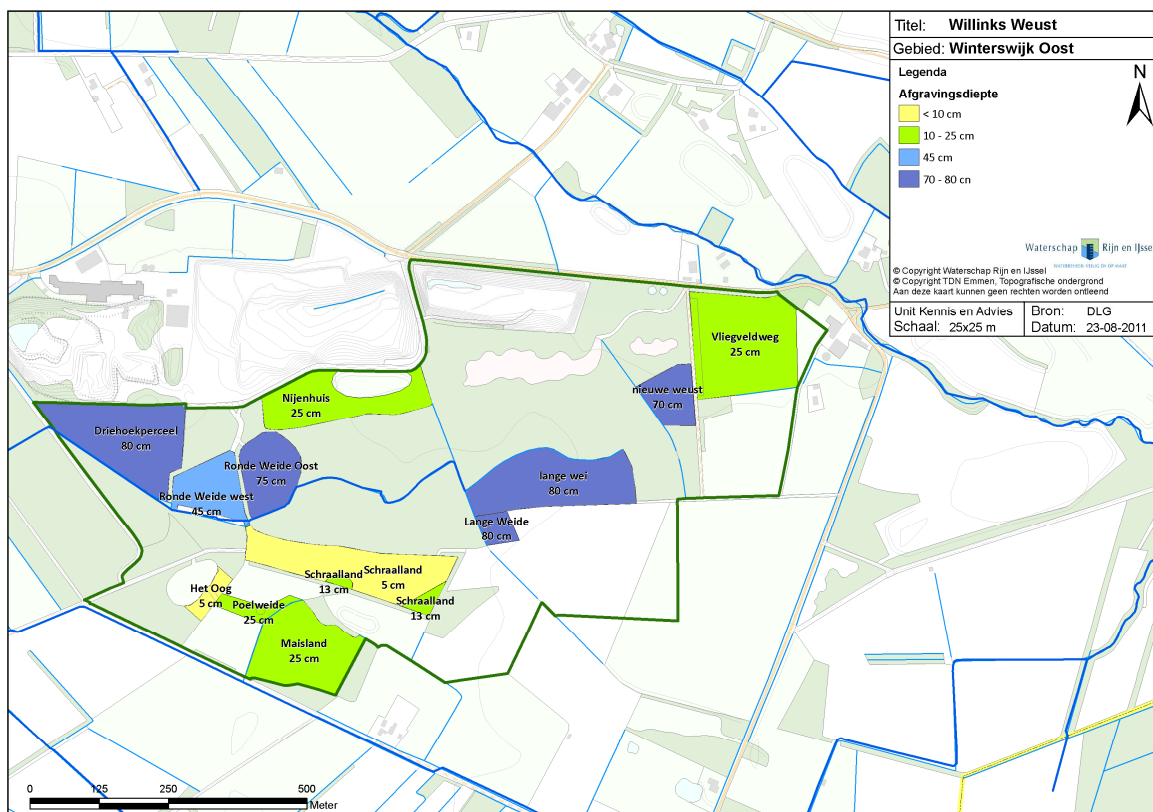 Titel: Willinks Weust
Gebied: Winterswijk Oost
Legenda
N
Afgravingsdiepte
< 10 cm
10 - 25 cm
45 cm
70 - 80 cn
Waterschap Rijn en IJssel
© Copyright Waterschap Rijn en IJssel
© Copyright TDN Emmen, Topografische ondergrond
Aan deze kaart kunnen geen rechten worden ontleend
Unit Kennis en Advies
Schaal: 25x25 m
Bron: DLG
Datum: 23-08-2011
Vliegveldweg
25 cm
nieuwe weust
70 cm
Nijenhuis
25 cm
Driehoekperceel
80 cm
Ronde Weide Oost
75 cm
Ronde Weide west
45 cm
lange wei
80 cm
Lange Weide
80 cm
Schraalland
5 cm
Schraalland
13 cm
Schraalland
13 cm
Het Oog
5 cm
Poelweide
25 cm
Maisland
25 cm
0 125 250 500
Meter